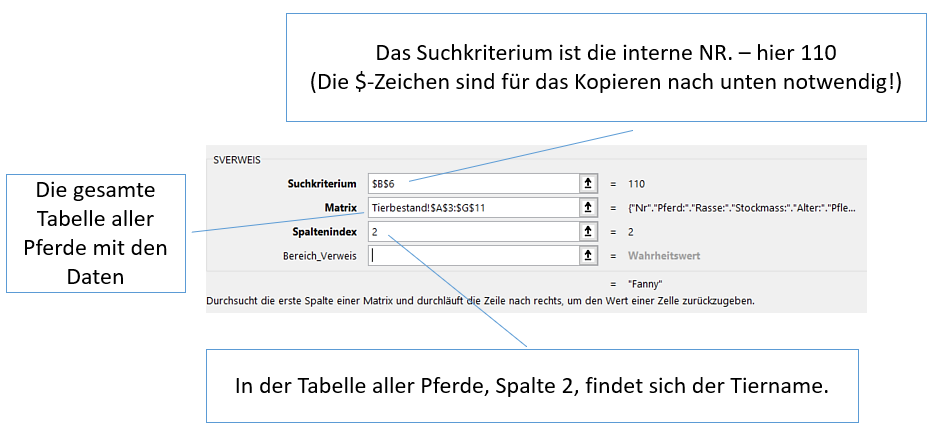 Das Suchkriterium ist die interne NR. – hier 110
(Die $-Zeichen sind für das Kopieren nach unten notwendig!)
SVERWEIS
Suchkriterium $B$6 = 110
Die gesamte
Tabelle aller
Pferde mit den
Daten
Matrix Tierbestand!$A$3:$G$11 = {"Nr"."Pferd:"."Rasse:"."Stockmass:"."Alter:"."Pfle...
Spaltenindex 2 = 2
Bereich_Verweis = Wahrheitswert
= "Fanny"
Durchsucht die erste Spalte einer Matrix und durchläuft die Zeile nach rechts, um den Wert einer Zelle zurückzugeben.
In der Tabelle aller Pferde, Spalte 2, findet sich der Tiername.